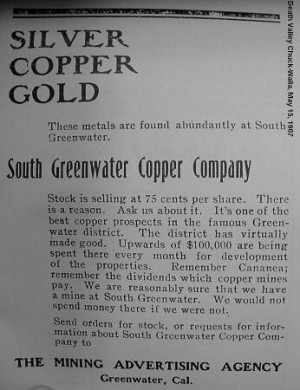 SILVER
COPPER
GOLD
These metals are found abundantly at South
Greenwater.
South Greenwater Copper Company
Stock is selling at 75 cents per share. There
is a reason. Ask us about it. It's one of the
best copper prospects in the famous Green-
water district. The district has virtually
made good. Upwards of $100,000 are being
spent there every month for development
of the properties. Remember Cananea;
remember the dividends which copper mines
pay. We are reasonably sure that we have
a mine at South Greenwater. We would not
spend money there if we were not.
Send orders for stock, or requests for infor-
mation about South Greenwater Copper Com-
pany to
THE MINING ADVERTISING AGENCY
Greenwater, Cal.
Death Valley Chuck-Walla, May 15, 1907